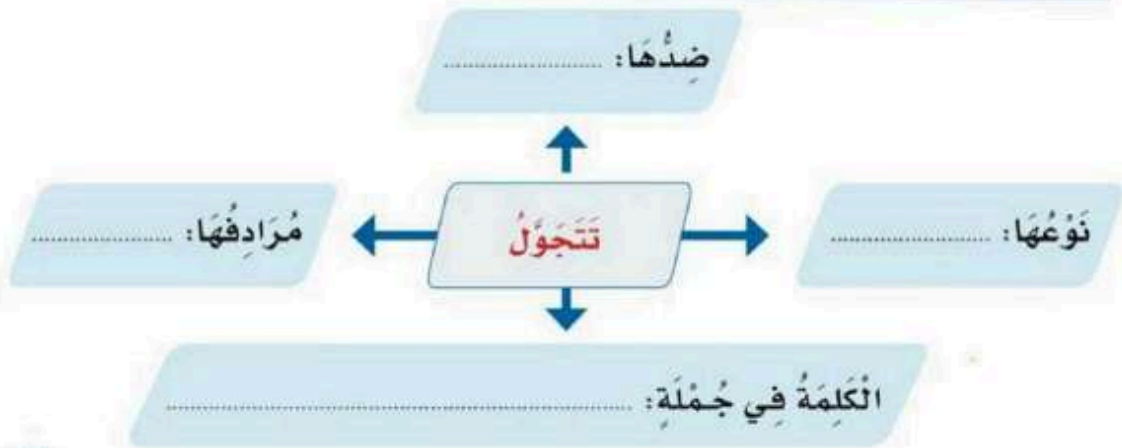 ضِدُّهَا: ........................
نَوْعُهَا: ........................
تَتَجَوَّلُ
مُرَادِفُهَا: ......................
الْكَلِمَةُ فِي جُمْلَةٍ: ......................................................................